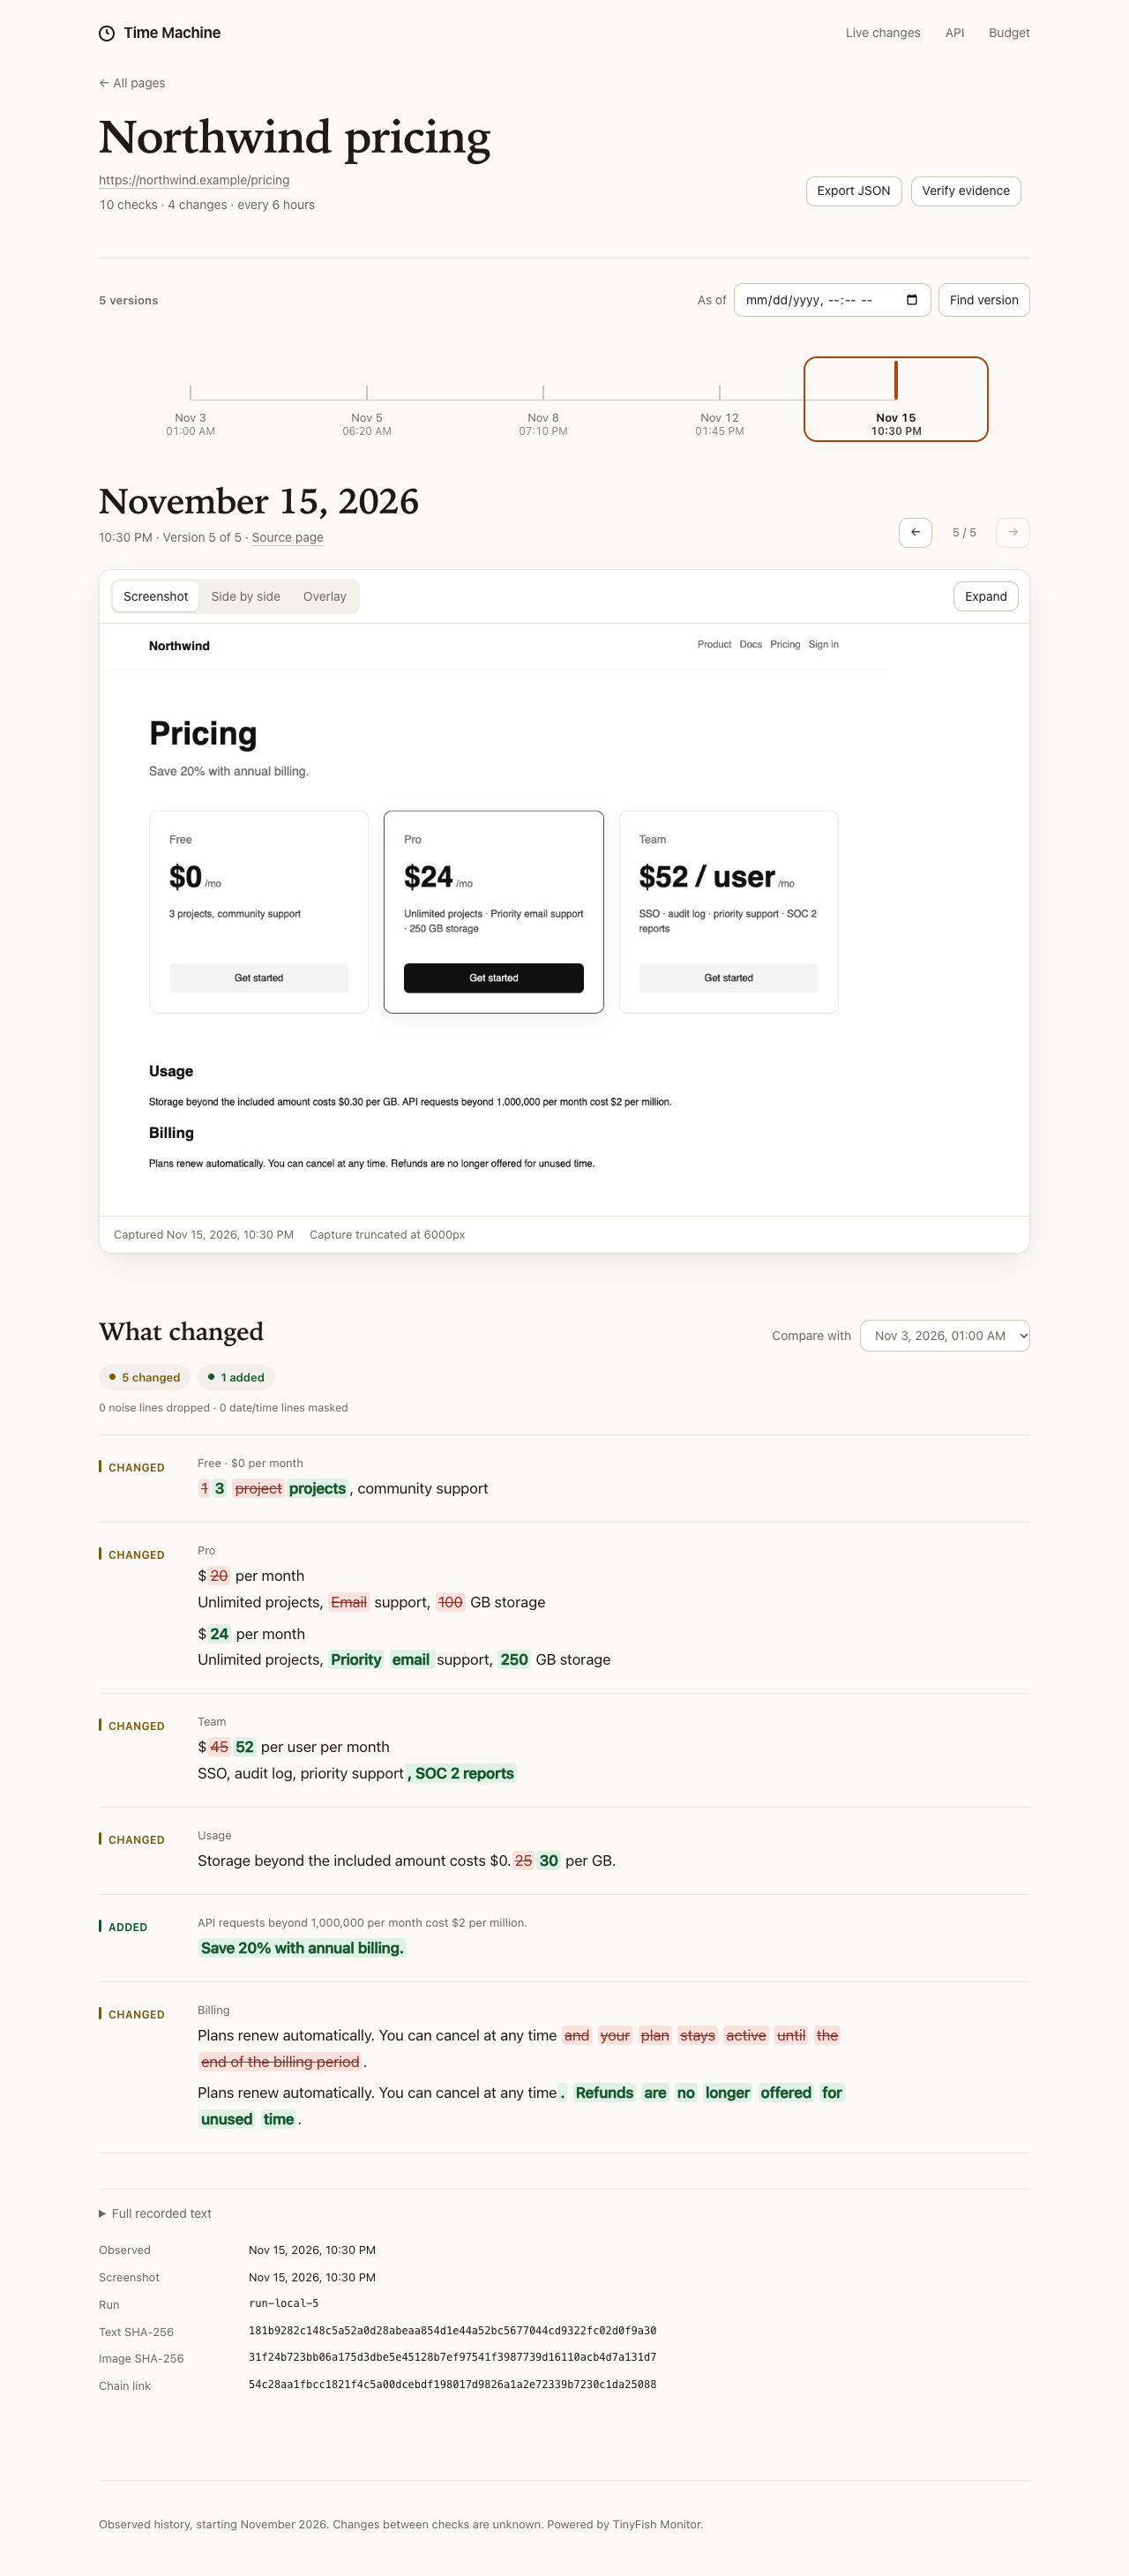 Time Machine
Live changes API Budget
← All pages
Northwind pricing
https://northwind.example/pricing
10 checks · 4 changes · every 6 hours
Export JSON Verify evidence
5 versions
As of mm/dd/yyyy, --:-- -- Find version
Nov 3 Nov 5 Nov 8 Nov 12 Nov 15
01:00 AM 06:20 AM 07:10 PM 01:45 PM 10:30 PM
November 15, 2026
10:30 PM · Version 5 of 5 · Source page
← 5 / 5 →
Screenshot Side by side Overlay Expand
Northwind Product Docs Pricing Sign in
Pricing
Save 20% with annual billing.
Free
$0 /mo
3 projects, community support
Get started
Pro
$24 /mo
Unlimited projects · Priority email support
· 250 GB storage
Get started
Team
$52 / user /mo
SSO · audit log · priority support · SOC 2
reports
Get started
Usage
Storage beyond the included amount costs $0.30 per GB. API requests beyond 1,000,000 per month cost $2 per million.
Billing
Plans renew automatically. You can cancel at any time. Refunds are no longer offered for unused time.
Captured Nov 15, 2026, 10:30 PM Capture truncated at 6000px
What changed
Compare with Nov 3, 2026, 01:00 AM
5 changed 1 added
0 noise lines dropped · 0 date/time lines masked
CHANGED
Free · $0 per month
1 3 project projects, community support
CHANGED
Pro
$20 per month
Unlimited projects, Email support, 100 GB storage
$24 per month
Unlimited projects, Priority email support, 250 GB storage
CHANGED
Team
$45 52 per user per month
SSO, audit log, priority support, SOC 2 reports
CHANGED
Usage
Storage beyond the included amount costs $0.25 30 per GB.
ADDED
API requests beyond 1,000,000 per month cost $2 per million.
Save 20% with annual billing.
CHANGED
Billing
Plans renew automatically. You can cancel at any time and your plan stays active until the
end of the billing period.
Plans renew automatically. You can cancel at any time. Refunds are no longer offered for
unused time.
Full recorded text
Observed Nov 15, 2026, 10:30 PM
Screenshot Nov 15, 2026, 10:30 PM
Run run-local-5
Text SHA-256 181b9282c148c5a52a0d28abeaa854d1e44a52bc5677044cd9322fc02d0f9a30
Image SHA-256 31f24b723bb06a175d3dbe5e45128b7ef97541f3987739d16110acb4d7a131d7
Chain link 54c28aa1fbcc1821f4c5a00dcebdf198017d9826a1a2e72339b7230c1da25088
Observed history, starting November 2026. Changes between checks are unknown. Powered by TinyFish Monitor.